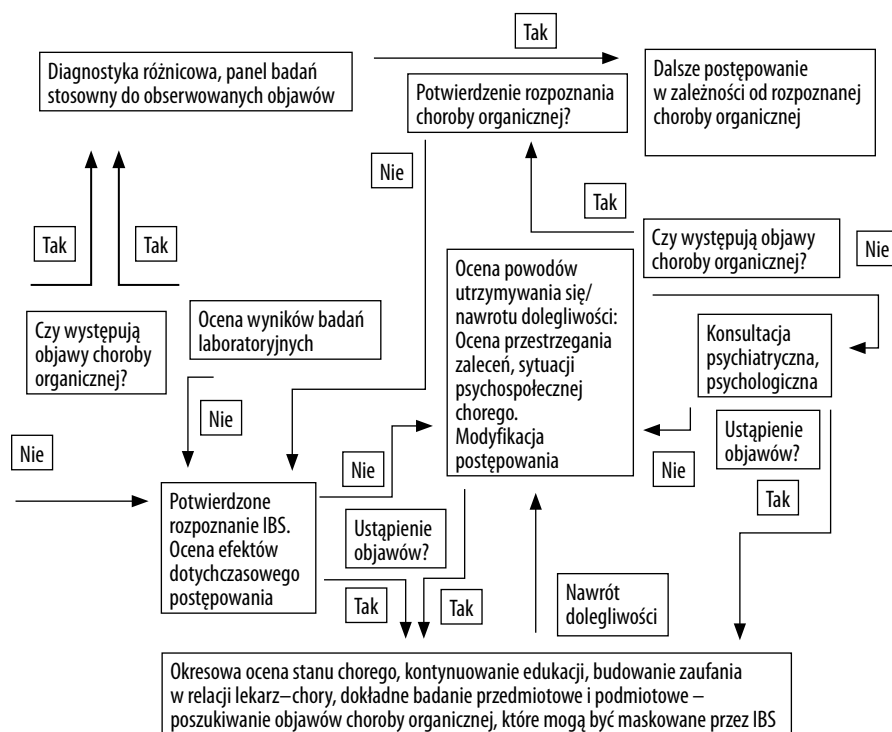 Tak
Diagnostyka różnicowa, panel badań
stosowny do obserwowanych objawów
Potwierdzenie rozpoznania
choroby organicznej?
Dalsze postępowanie
w zależności od rozpoznanej
choroby organicznej
Nie
Tak
Tak
Tak
Czy występują objawy
choroby organicznej?
Nie
Czy występują
objawy choroby
organicznej?
Ocena wyników badań
laboratoryjnych
Ocena powodów
utrzymywania się/
nawrotu dolegliwości:
Ocena przestrzegania
zaleceń, sytuacji
psychospołecznej
chorego.
Modyfikacja
postępowania
Konsultacja
psychiatryczna,
psychologiczna
Nie
Nie
Nie
Nie
Ustąpienie
objawów?
Tak
Potwierdzone
rozpoznanie IBS.
Ocena efektów
dotychczasowego
postępowania
Ustąpienie
objawów?
Tak
Tak
Nawrót
dolegliwości
Okresowa ocena stanu chorego, kontynuowanie edukacji, budowanie zaufania
w relacji lekarz–chory, dokładne badanie przedmiotowe i podmiotowe –
poszukiwanie objawów choroby organicznej, które mogą być maskowane przez IBS